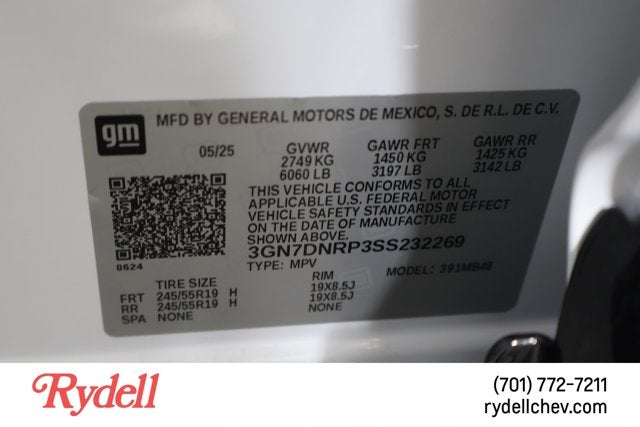 gm
MFD BY GENERAL MOTORS DE MEXICO, S. DE R.L. DE C.V.
05/25 GVWR GAWR FRT GAWR RR
2749 KG 1450 KG 1425 KG
6060 LB 3197 LB 3142 LB
THIS VEHICLE CONFORMS TO ALL
APPLICABLE U.S. FEDERAL MOTOR
VEHICLE SAFETY STANDARDS IN EFFECT
ON THE DATE OF MANUFACTURE
SHOWN ABOVE.
3GN7DNRP3SS232269
8624 TYPE: MPV MODEL: 391MB48
TIRE SIZE RIM
FRT 245/55R19 H 19X8.5J
RR 245/55R19 H 19X8.5J
SPA NONE NONE
Rydell
(701) 772-7211
rydellchev.com